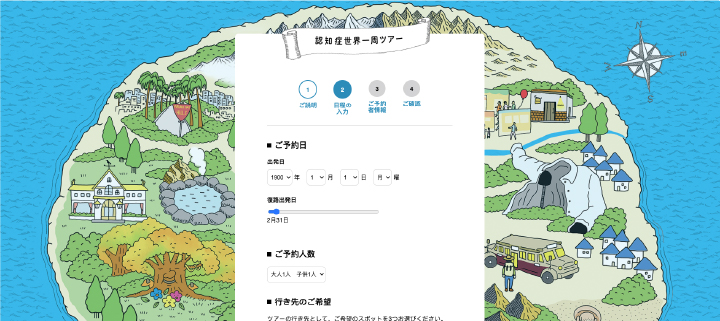 認知症世界一周ツアー
1 2 3 4
ご説明 日程の入力 ご予約者情報 ご確認
■ ご予約日
出発日
1900 年 1 月 1 日 月 曜
復路出発日
2月31日
■ ご予約人数
大人1人 子供1人
■ 行き先のご希望
ツアーの行き先として、ご希望のスポットを3つお選びください。
N
E
S